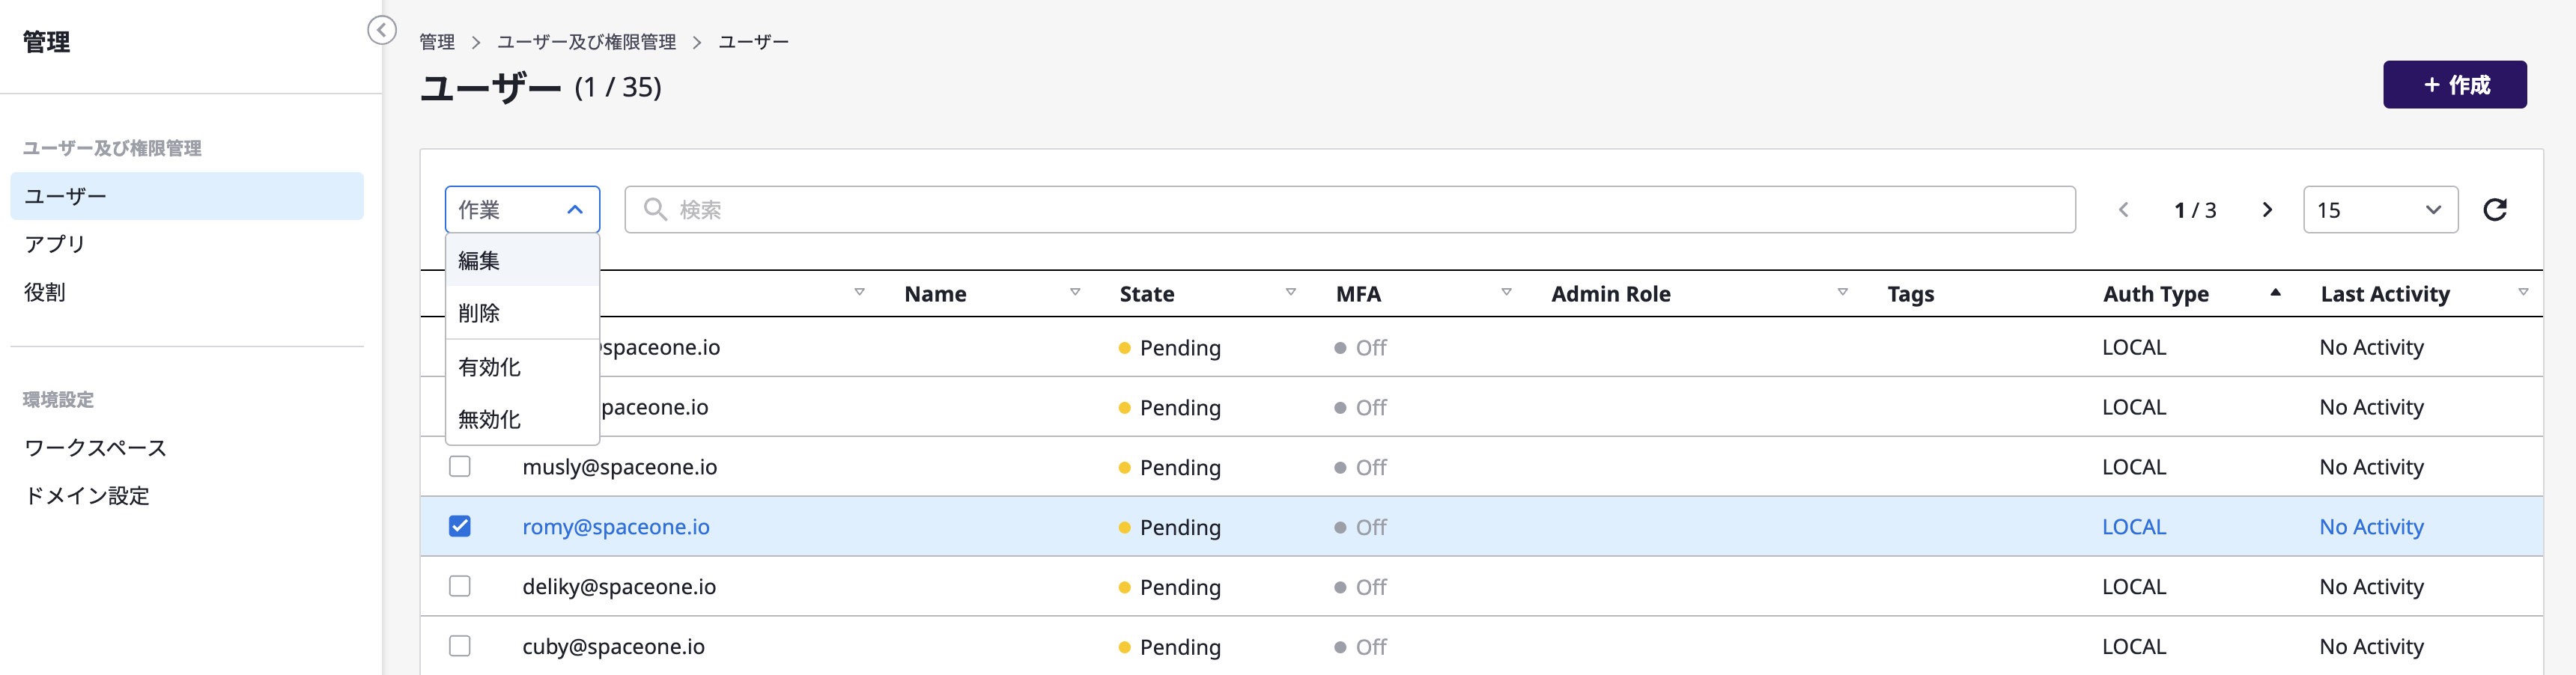 管理
管理 > ユーザー及び権限管理 > ユーザー
ユーザー (1 / 35)
+ 作成
ユーザー及び権限管理
ユーザー
アプリ
役割
環境設定
ワークスペース
ドメイン設定
作業 検索 1 / 3 15
編集
削除
有効化
無効化
Name State MFA Admin Role Tags Auth Type Last Activity
spaceone.io Pending Off LOCAL No Activity
paceone.io Pending Off LOCAL No Activity
musly@spaceone.io Pending Off LOCAL No Activity
romy@spaceone.io Pending Off LOCAL No Activity
deliky@spaceone.io Pending Off LOCAL No Activity
cuby@spaceone.io Pending Off LOCAL No Activity